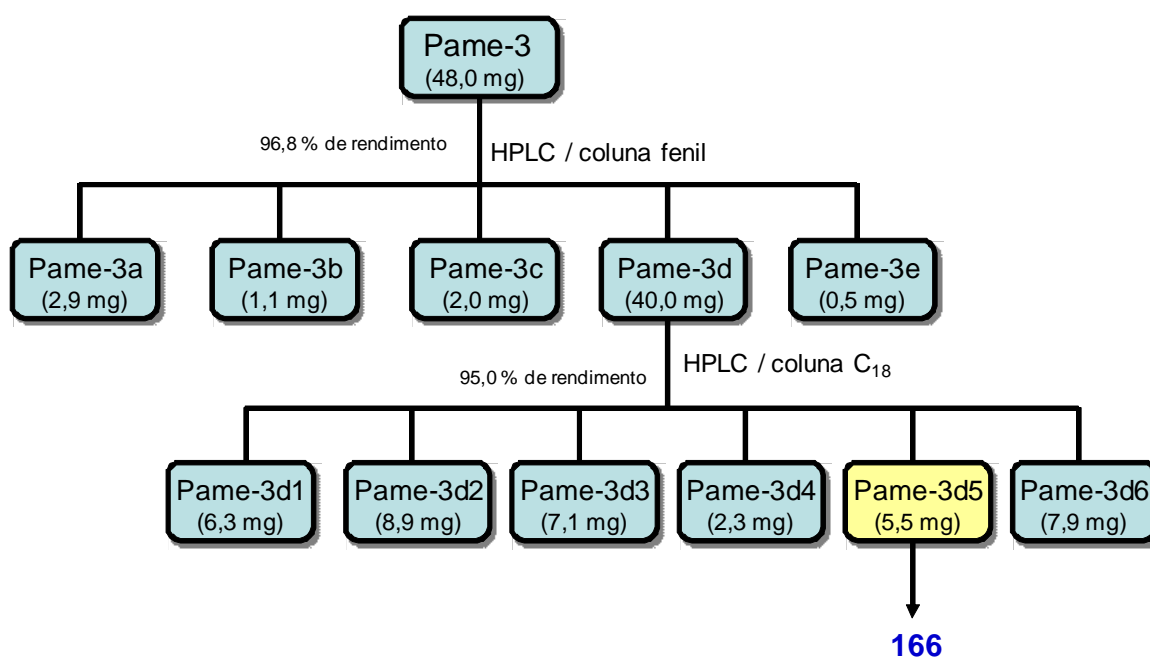 Pame-3
(48,0 mg)
96,8 % de rendimento
HPLC / coluna fenil
Pame-3a
(2,9 mg)
Pame-3b
(1,1 mg)
Pame-3c
(2,0 mg)
Pame-3d
(40,0 mg)
Pame-3e
(0,5 mg)
95,0 % de rendimento
HPLC / coluna C₁₈
Pame-3d1
(6,3 mg)
Pame-3d2
(8,9 mg)
Pame-3d3
(7,1 mg)
Pame-3d4
(2,3 mg)
Pame-3d5
(5,5 mg)
Pame-3d6
(7,9 mg)
166